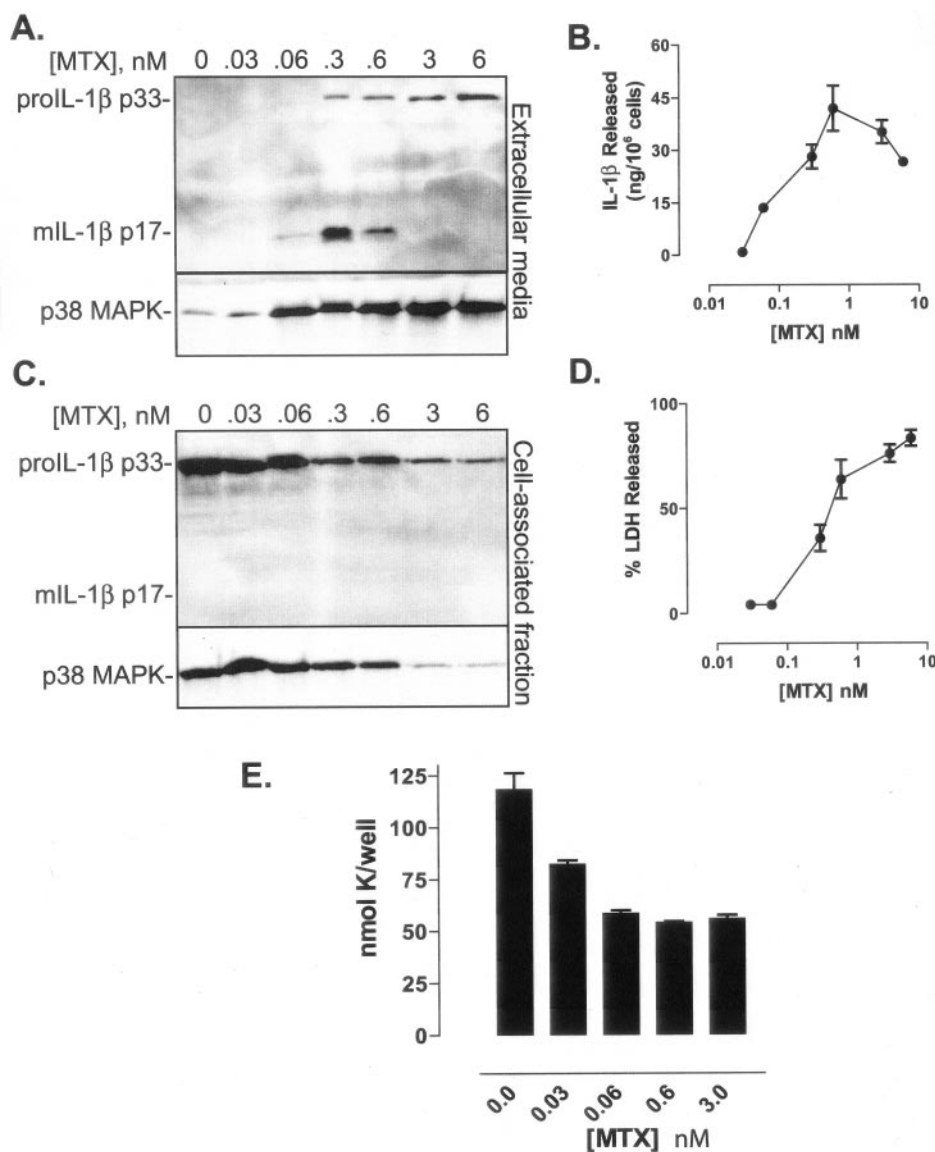 A.
[MTX], nM 0 .03 .06 .3 .6 3 6
proIL-1β p33-
mIL-1β p17-
p38 MAPK-
Extracellular media
B.
60
45
30
15
0
IL-1β Released
(ng/10⁶ cells)
0.01 0.1 1 10
[MTX] nM
C.
[MTX], nM 0 .03 .06 .3 .6 3 6
proIL-1β p33-
mIL-1β p17-
p38 MAPK-
Cell-associated fraction
D.
100
50
0
% LDH Released
0.01 0.1 1 10
[MTX] nM
E.
125
100
75
50
25
0
nmol K/well
0.0 0.03 0.06 0.6 3.0
[MTX] nM